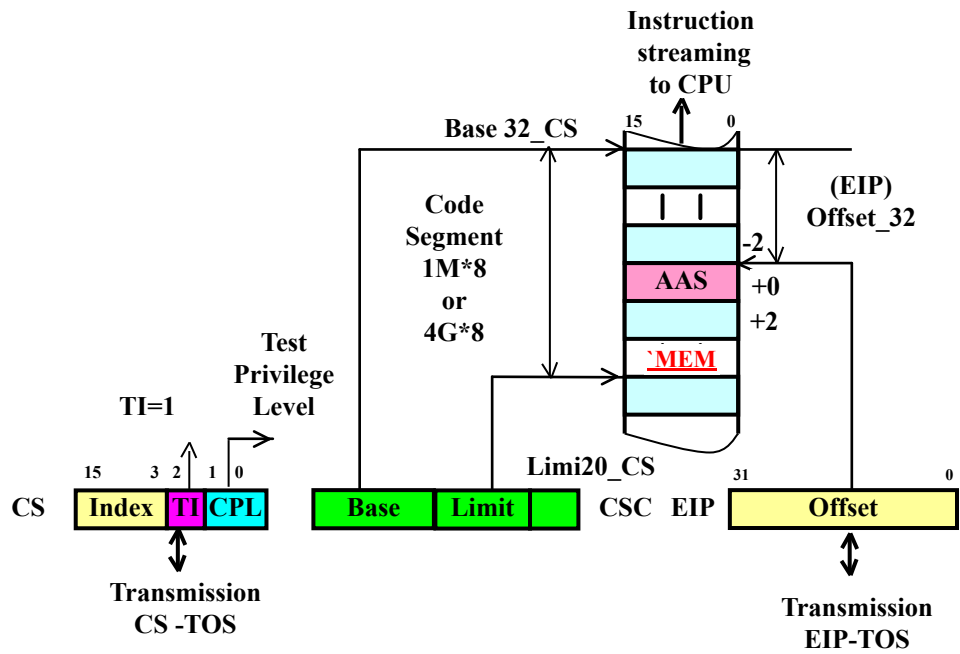 Instruction
streaming
to CPU
15 0
Base 32_CS
(EIP)
Offset_32
Code
Segment
1M*8
or
4G*8
-2
AAS
+0
+2
`MEM
Test
Privilege
Level
TI=1
Limi20_CS
15 3 2 1 0
31 0
CS Index TI CPL Base Limit CSC EIP Offset
Transmission
CS -TOS
Transmission
EIP-TOS